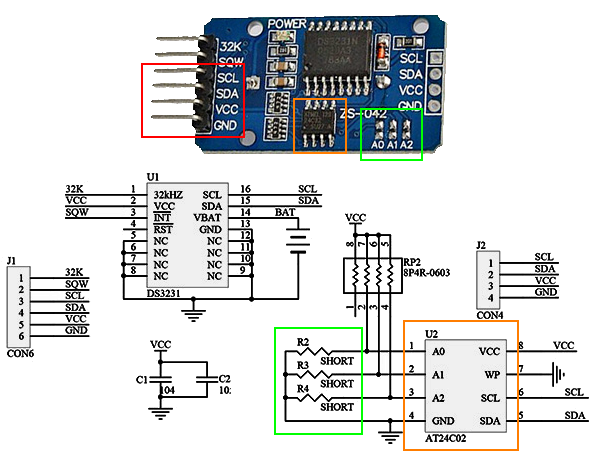 POWER
32K
SQW
SCL
SDA
VCC
GND
DS3231N
ZS-042
SCL
SDA
VCC
GND
A0 A1 A2
U1
32K 1 32kHZ SCL 16 SCL
VCC 2 VCC SDA 15 SDA
SQW 3 INT VBAT 14 BAT
4 RST GND 13
5 NC NC 12
6 NC NC 11
7 NC NC 10
8 NC NC 9
DS3231
J1
1 32K
2 SQW
3 SCL
4 SDA
5 VCC
6 GND
CON6
VCC
C1 104
C2 10
VCC
8 7 6 5
RP2
8P4R-0603
1 2 3 4
J2
1 SCL
2 SDA
3 VCC
4 GND
CON4
R2 SHORT
R3 SHORT
R4 SHORT
U2
1 A0 VCC 8 VCC
2 A1 WP 7
3 A2 SCL 6 SCL
4 GND SDA 5 SDA
AT24C02